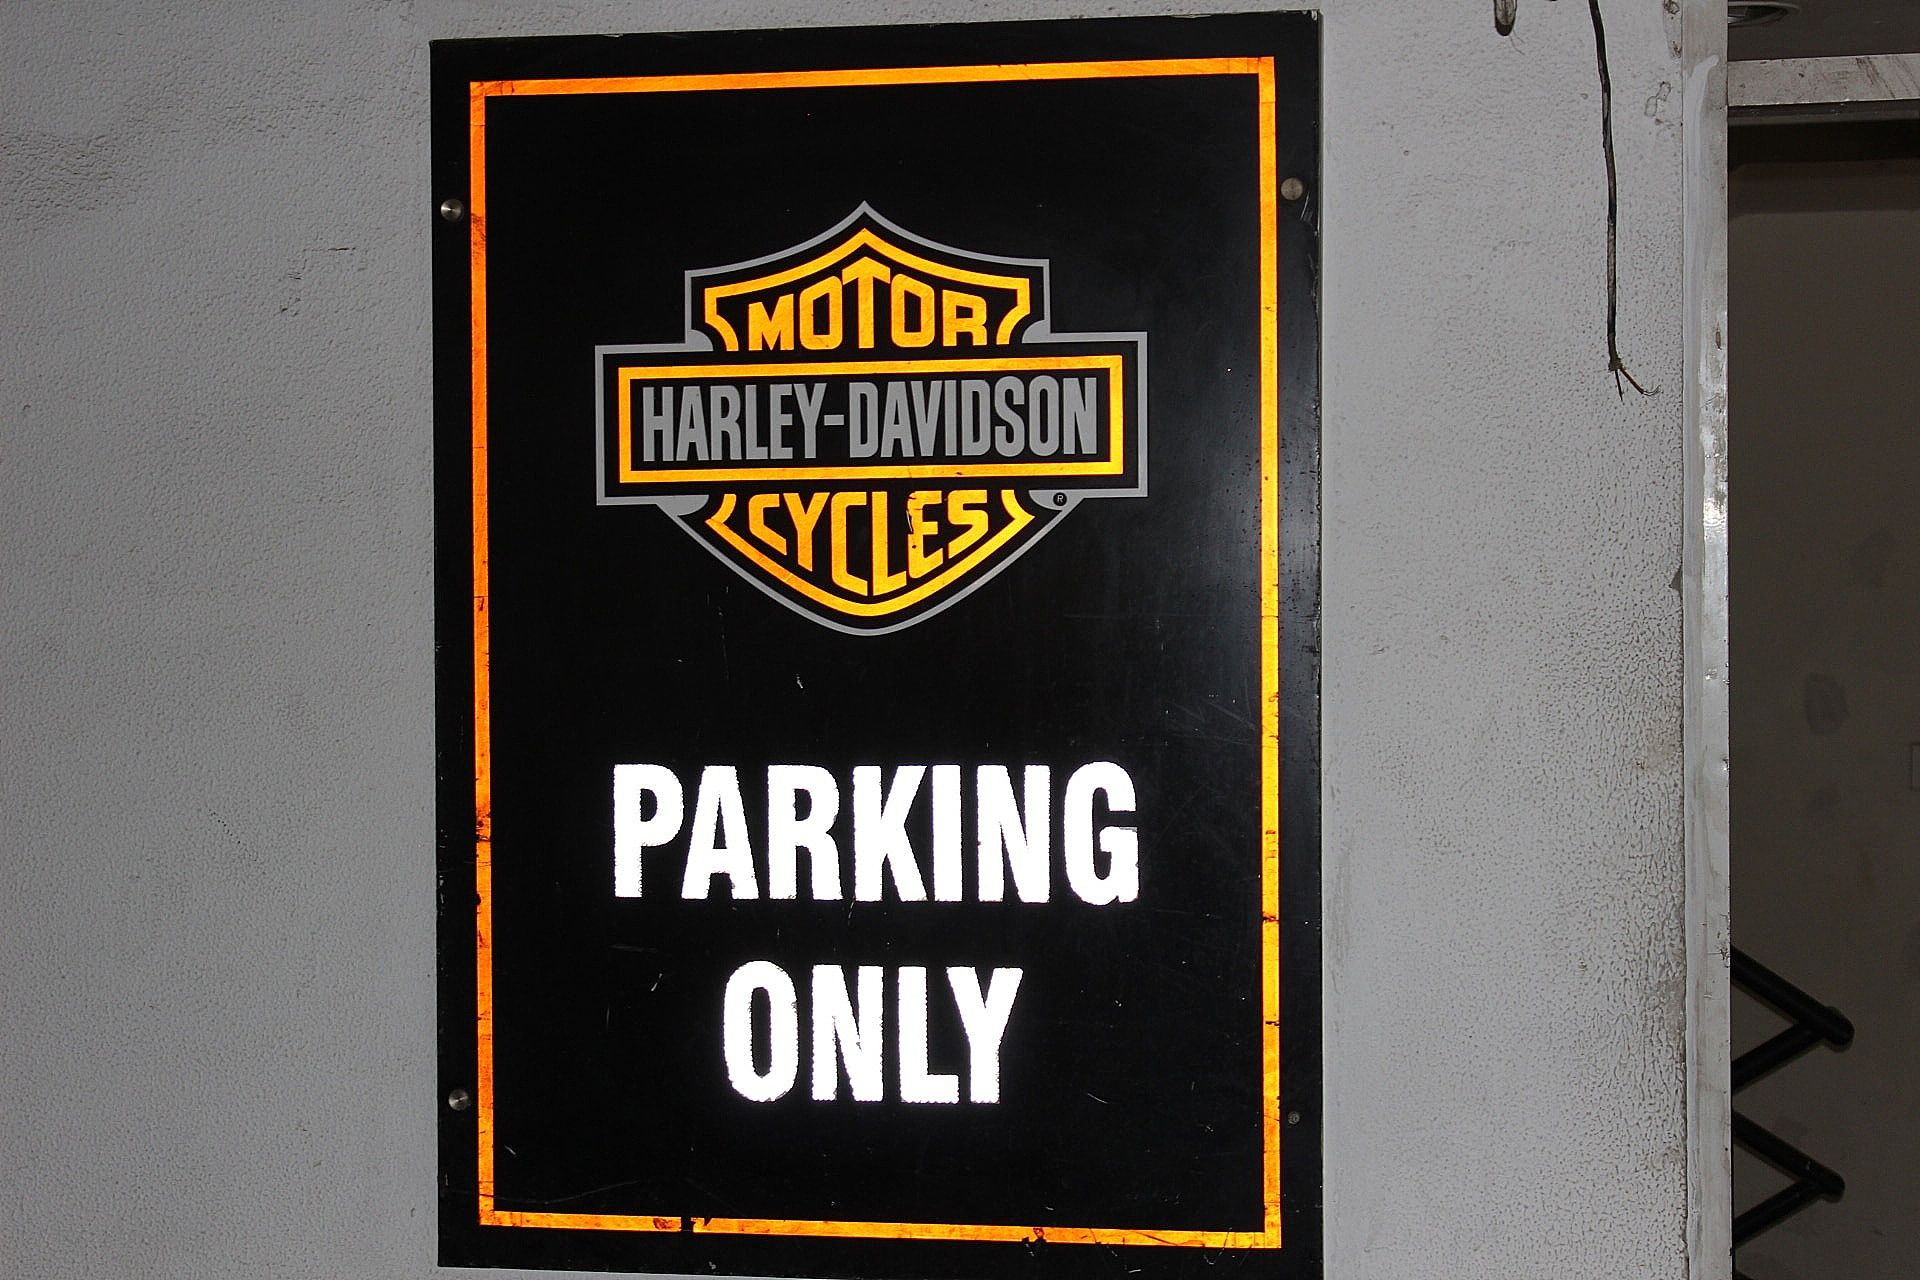 MOTOR
HARLEY-DAVIDSON
CYCLES
®
PARKING
ONLY